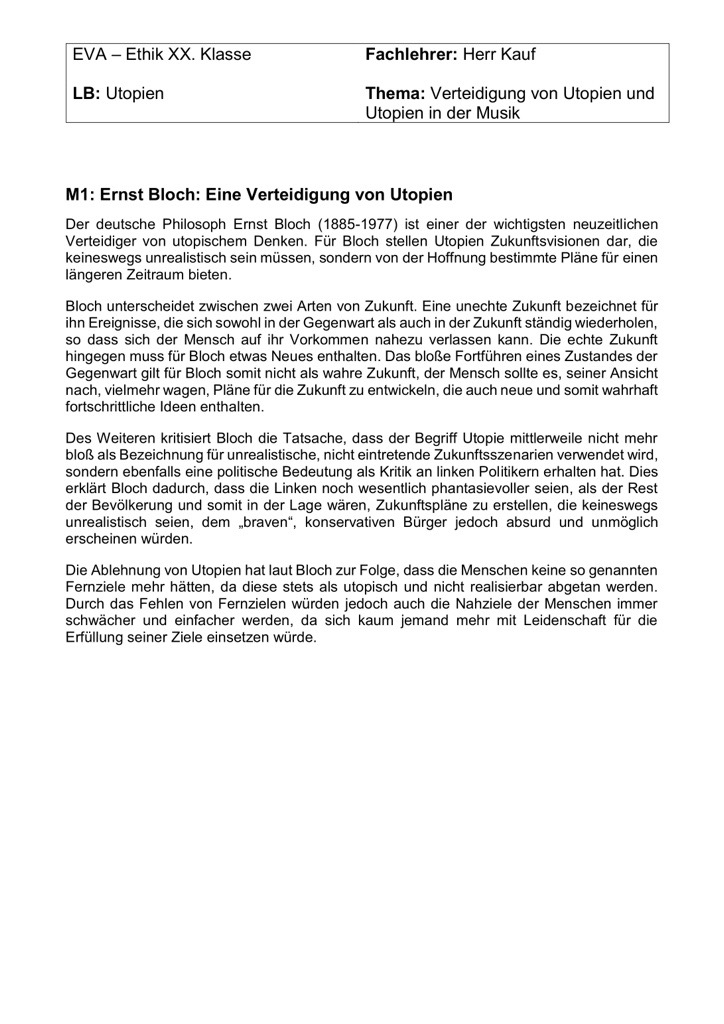 EVA – Ethik XX. Klasse
Fachlehrer: Herr Kauf
LB: Utopien
Thema: Verteidigung von Utopien und
Utopien in der Musik
M1: Ernst Bloch: Eine Verteidigung von Utopien
Der deutsche Philosoph Ernst Bloch (1885-1977) ist einer der wichtigsten neuzeitlichen
Verteidiger von utopischem Denken. Für Bloch stellen Utopien Zukunftsvisionen dar, die
keineswegs unrealistisch sein müssen, sondern von der Hoffnung bestimmte Pläne für einen
längeren Zeitraum bieten.
Bloch unterscheidet zwischen zwei Arten von Zukunft. Eine unechte Zukunft bezeichnet für
ihn Ereignisse, die sich sowohl in der Gegenwart als auch in der Zukunft ständig wiederholen,
so dass sich der Mensch auf ihr Vorkommen nahezu verlassen kann. Die echte Zukunft
hingegen muss für Bloch etwas Neues enthalten. Das bloße Fortführen eines Zustandes der
Gegenwart gilt für Bloch somit nicht als wahre Zukunft, der Mensch sollte es, seiner Ansicht
nach, vielmehr wagen, Pläne für die Zukunft zu entwickeln, die auch neue und somit wahrhaft
fortschrittliche Ideen enthalten.
Des Weiteren kritisiert Bloch die Tatsache, dass der Begriff Utopie mittlerweile nicht mehr
bloß als Bezeichnung für unrealistische, nicht eintretende Zukunftsszenarien verwendet wird,
sondern ebenfalls eine politische Bedeutung als Kritik an linken Politikern erhalten hat. Dies
erklärt Bloch dadurch, dass die Linken noch wesentlich phantasievoller seien, als der Rest
der Bevölkerung und somit in der Lage wären, Zukunftspläne zu erstellen, die keineswegs
unrealistisch seien, dem „braven“, konservativen Bürger jedoch absurd und unmöglich
erscheinen würden.
Die Ablehnung von Utopien hat laut Bloch zur Folge, dass die Menschen keine so genannten
Fernziele mehr hätten, da diese stets als utopisch und nicht realisierbar abgetan werden.
Durch das Fehlen von Fernzielen würden jedoch auch die Nahziele der Menschen immer
schwächer und einfacher werden, da sich kaum jemand mehr mit Leidenschaft für die
Erfüllung seiner Ziele einsetzen würde.